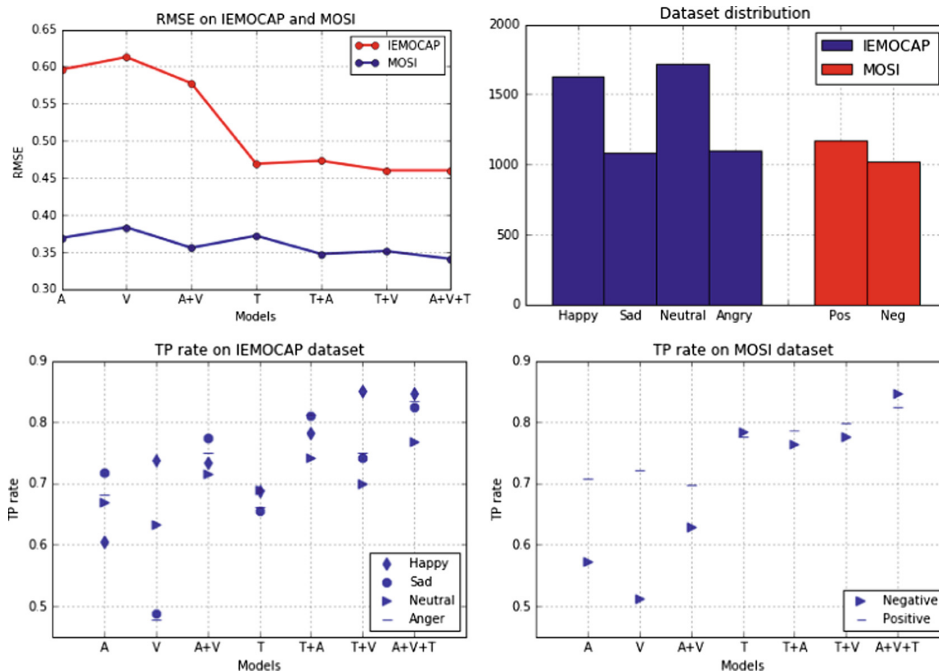 RMSE on IEMOCAP and MOSI
0.65
0.60
0.55
0.50
0.45
0.40
0.35
0.30
RMSE
IEMOCAP
MOSI
A V A+V T T+A T+V A+V+T
Models
Dataset distribution
2000
1500
1000
500
0
IEMOCAP
MOSI
Happy Sad Neutral Angry Pos Neg
TP rate on IEMOCAP dataset
0.9
0.8
0.7
0.6
0.5
TP rate
Happy
Sad
Neutral
Anger
A V A+V T T+A T+V A+V+T
Models
TP rate on MOSI dataset
0.9
0.8
0.7
0.6
0.5
TP rate
Negative
Positive
A V A+V T T+A T+V A+V+T
Models